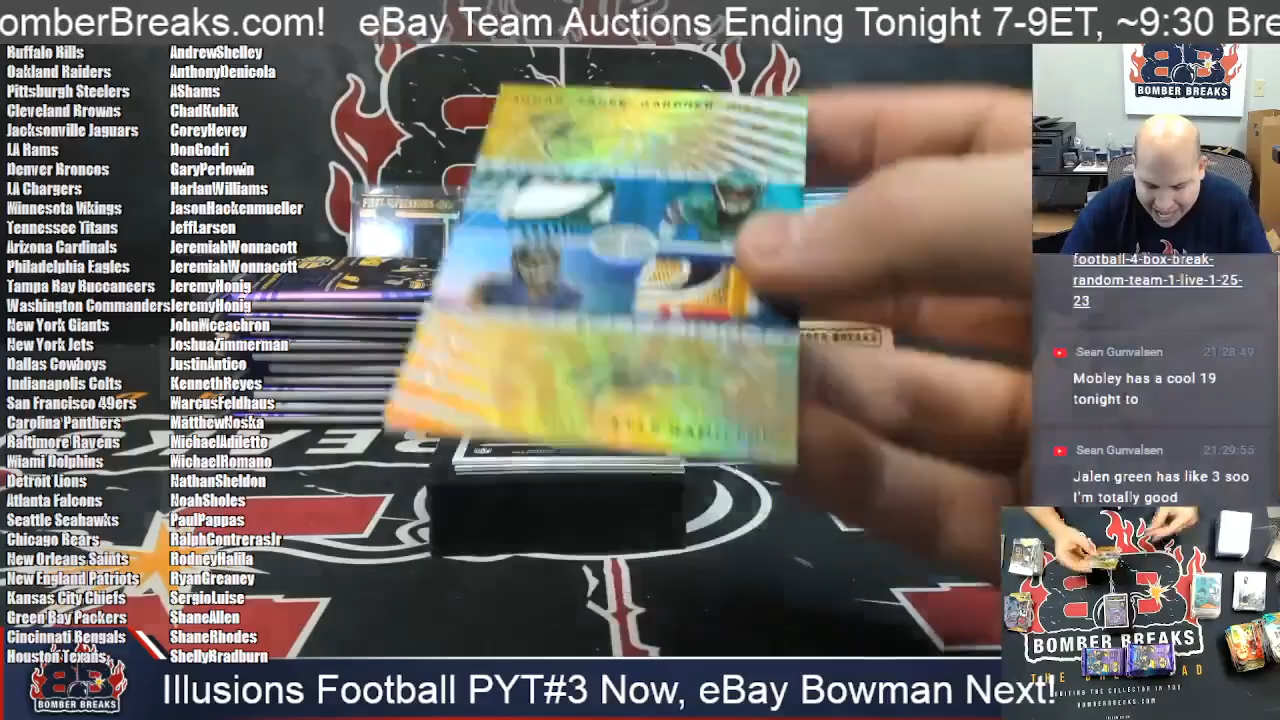 omberBreaks.com! eBay Team Auctions Ending Tonight 7-9ET, ~9:30 Bre
Buffalo Bills AndrewShelley
Oakland Raiders AnthonyDenicola
Pittsburgh Steelers AShams
Cleveland Browns ChadKubik
Jacksonville Jaguars CoreyHevey
LA Rams DonGodri
Denver Broncos GaryPerlowin
LA Chargers HarlanWilliams
Minnesota Vikings JasonHackenmueller
Tennessee Titans JeffLarsen
Arizona Cardinals JeremiahWonnacott
Philadelphia Eagles JeremiahWonnacott
Tampa Bay Buccaneers JeremyHonig
Washington Commanders JeremyHonig
New York Giants JohnMceachron
New York Jets JoshuaZimmerman
Dallas Cowboys JustinAntico
Indianapolis Colts KennethReyes
San Francisco 49ers MarcusFeldhaus
Carolina Panthers MatthewNoska
Baltimore Ravens MichaelAdiletto
Miami Dolphins MichaelRomano
Detroit Lions NathanSheldon
Atlanta Falcons NoahSholes
Seattle Seahawks PaulPappas
Chicago Bears RalphContrerasJr
New Orleans Saints RodneyHalila
New England Patriots RyanGreaney
Kansas City Chiefs SergioLuise
Green Bay Packers ShaneAllen
Cincinnati Bengals ShaneRhodes
Houston Texans ShellyBradburn
BOMBER BREAKS
BOMBER BREAKS
football-4-box-break-
random-team-1-live-1-25-
23
Sean Gunvalsen 21:28:49
Mobley has a cool 19
tonight to
Sean Gunvalsen 21:29:55
Jalen green has like 3 soo
I'm totally good
BOMBER BREAKS
BOMBERBREAKS.COM
Illusions Football PYT#3 Now, eBay Bowman Next!